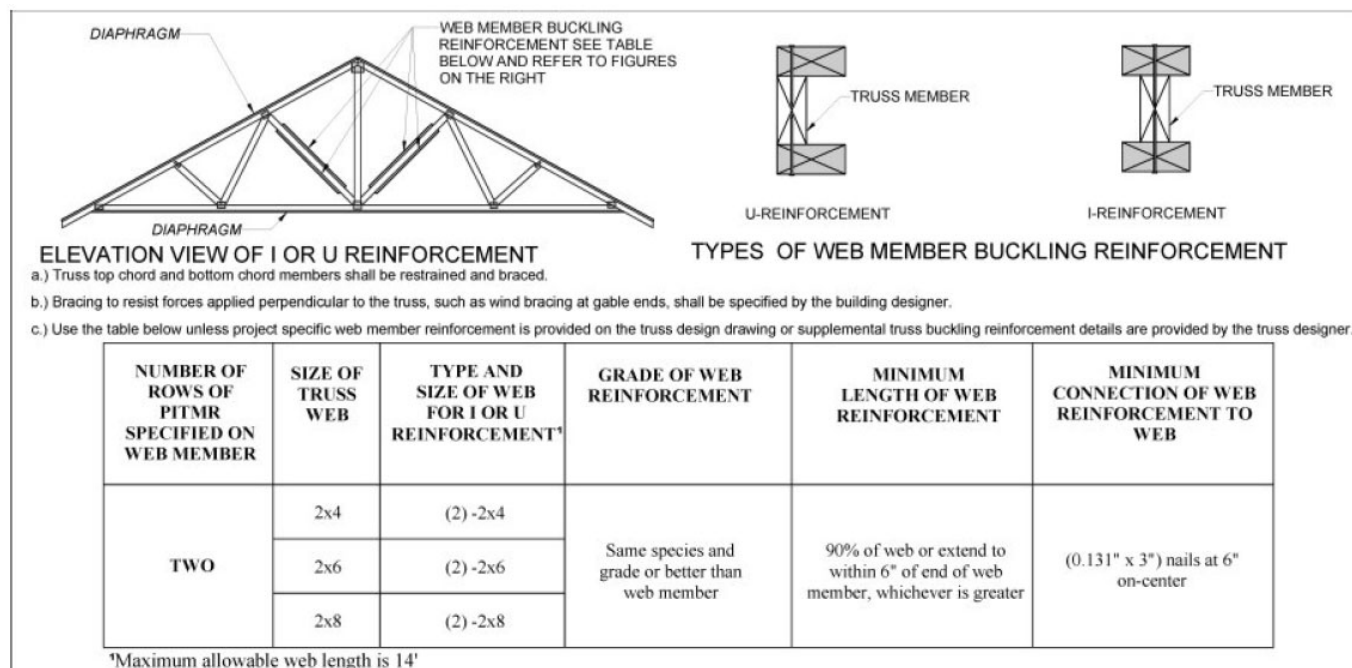 DIAPHRAGM
WEB MEMBER BUCKLING
REINFORCEMENT SEE TABLE
BELOW AND REFER TO FIGURES
ON THE RIGHT
DIAPHRAGM
ELEVATION VIEW OF I OR U REINFORCEMENT
TRUSS MEMBER
U-REINFORCEMENT
TRUSS MEMBER
I-REINFORCEMENT
TYPES OF WEB MEMBER BUCKLING REINFORCEMENT
a.) Truss top chord and bottom chord members shall be restrained and braced.
b.) Bracing to resist forces applied perpendicular to the truss, such as wind bracing at gable ends, shall be specified by the building designer.
c.) Use the table below unless project specific web member reinforcement is provided on the truss design drawing or supplemental truss buckling reinforcement details are provided by the truss designer.
NUMBER OF
ROWS OF
PITMR
SPECIFIED ON
WEB MEMBER
SIZE OF
TRUSS
WEB
TYPE AND
SIZE OF WEB
FOR I OR U
REINFORCEMENT¹
GRADE OF WEB
REINFORCEMENT
MINIMUM
LENGTH OF WEB
REINFORCEMENT
MINIMUM
CONNECTION OF WEB
REINFORCEMENT TO
WEB
TWO
2x4
(2) -2x4
2x6
(2) -2x6
2x8
(2) -2x8
Same species and
grade or better than
web member
90% of web or extend to
within 6" of end of web
member, whichever is greater
(0.131" x 3") nails at 6"
on-center
¹Maximum allowable web length is 14'